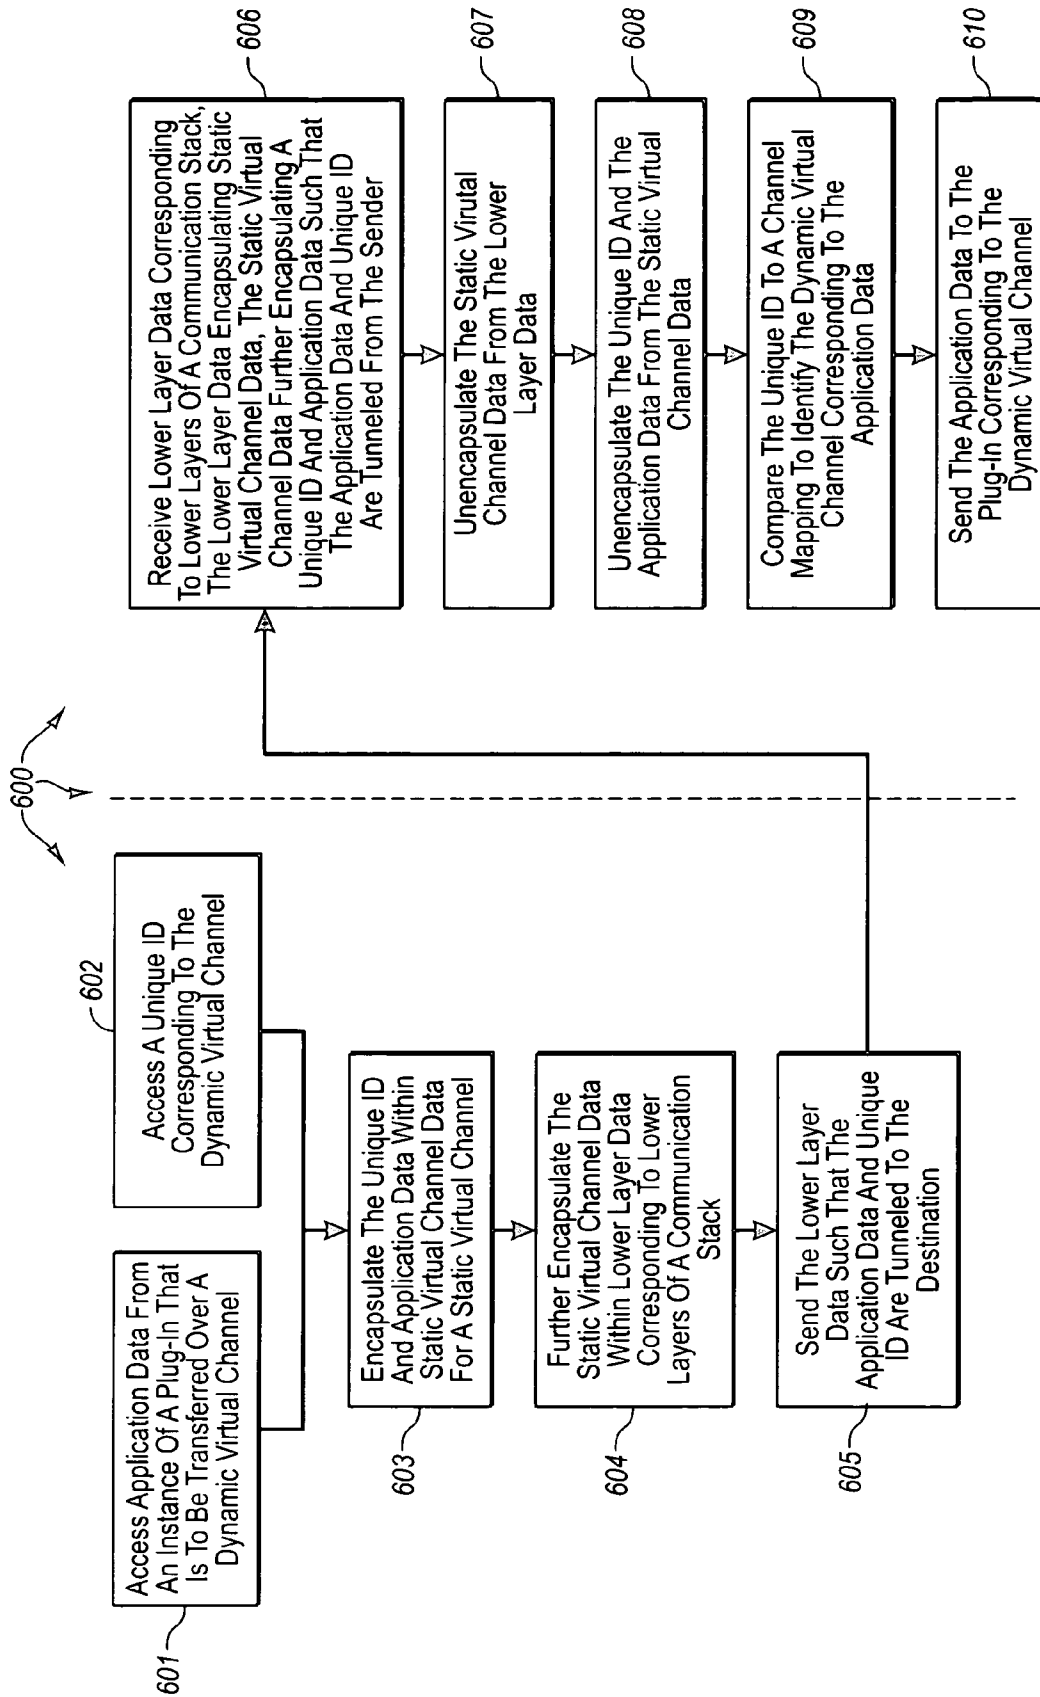 600
601
Access Application Data From
An Instance Of A Plug-In That
Is To Be Transferred Over A
Dynamic Virtual Channel
602
Access A Unique ID
Corresponding To The
Dynamic Virtual Channel
603
Encapsulate The Unique ID
And Application Data Within
Static Virtual Channel Data
For A Static Virtual Channel
604
Further Encapsulate The
Static Virtual Channel Data
Within Lower Layer Data
Corresponding To Lower
Layers Of A Communication
Stack
605
Send The Lower Layer
Data Such That The
Application Data And Unique
ID Are Tunneled To The
Destination
606
Receive Lower Layer Data Corresponding
To Lower Layers Of A Communication Stack,
The Lower Layer Data Encapsulating Static
Virtual Channel Data, The Static Virtual
Channel Data Further Encapsulating A
Unique ID And Application Data Such That
The Application Data And Unique ID
Are Tunneled From The Sender
607
Unencapsulate The Static Virutal
Channel Data From The Lower
Layer Data
608
Unencapsulate The Unique ID And The
Application Data From The Static Virtual
Channel Data
609
Compare The Unique ID To A Channel
Mapping To Identify The Dynamic Virtual
Channel Corresponding To The
Application Data
610
Send The Application Data To The
Plug-In Corresponding To The
Dynamic Virtual Channel